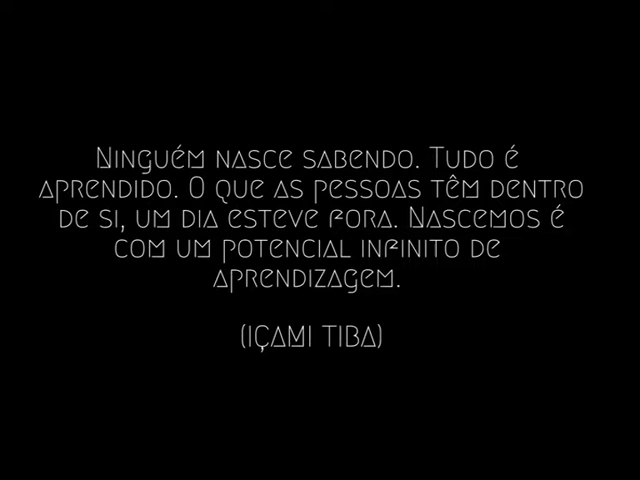 Ninguém nasce sabendo. Tudo é
aprendido. O que as pessoas têm dentro
de si, um dia esteve fora. Nascemos é
com um potencial infinito de
aprendizagem.
(IÇAMI TIBA)